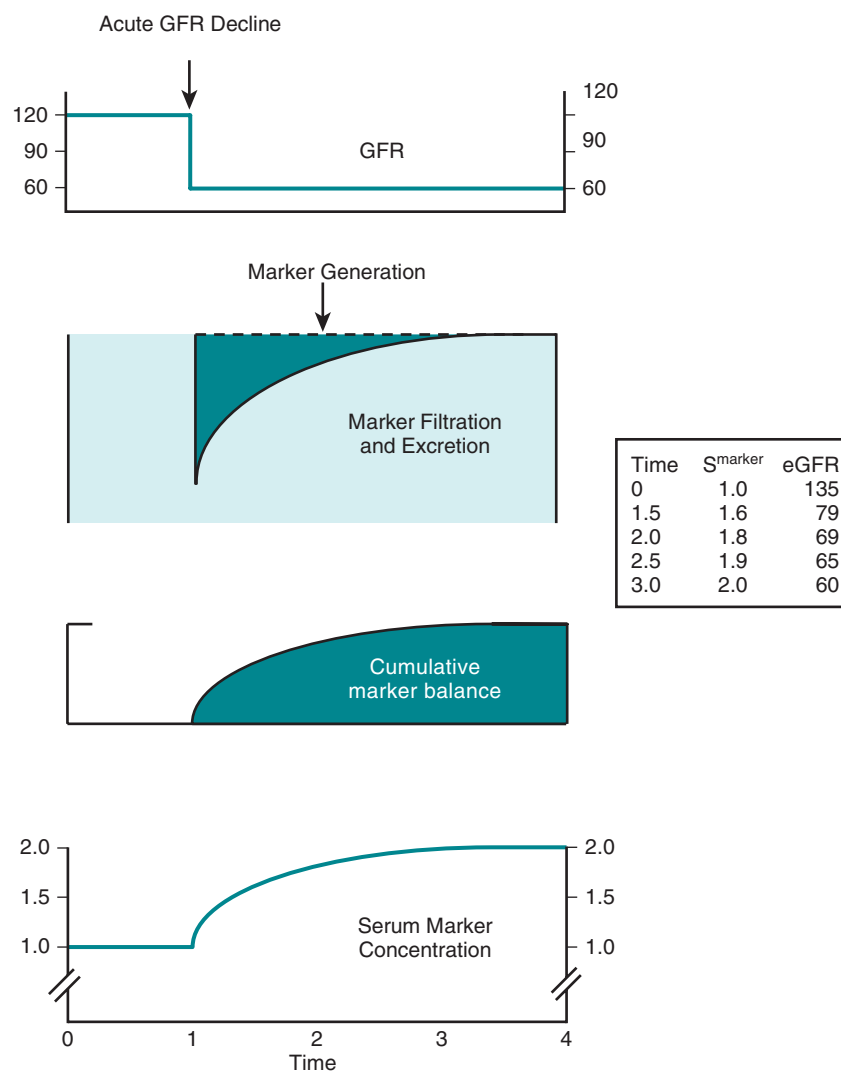 Acute GFR Decline
120
90
60
GFR
120
90
60
Marker Generation
Marker Filtration
and Excretion
Time Smarker eGFR
0 1.0 135
1.5 1.6 79
2.0 1.8 69
2.5 1.9 65
3.0 2.0 60
Cumulative
marker balance
2.0
1.5
1.0
Serum Marker
Concentration
2.0
1.5
1.0
0 1 2 3 4
Time